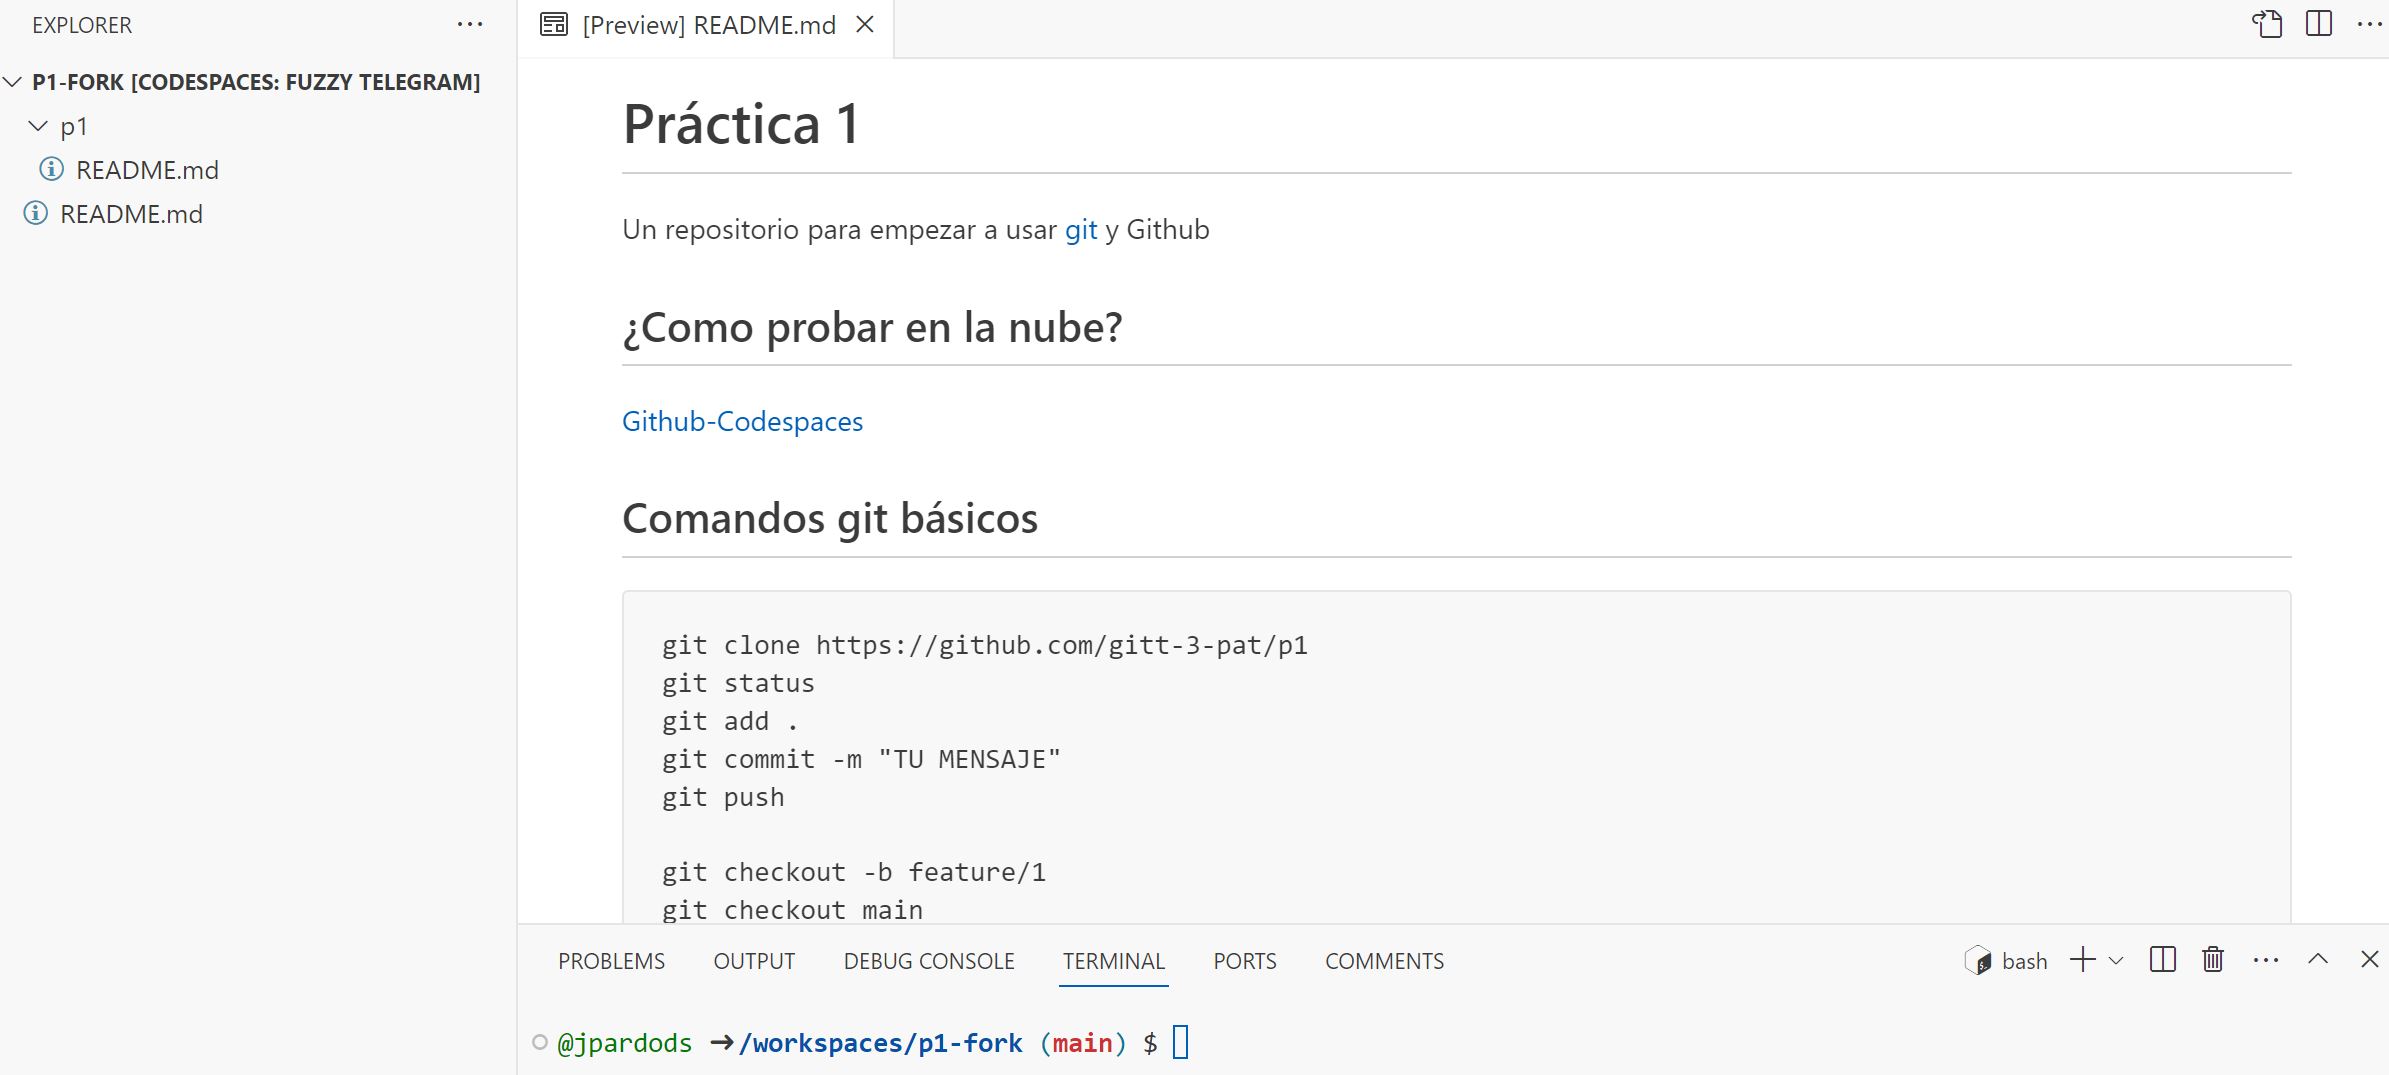 EXPLORER
P1-FORK [CODESPACES: FUZZY TELEGRAM]
p1
README.md
README.md
[Preview] README.md
Práctica 1
Un repositorio para empezar a usar git y Github
¿Como probar en la nube?
Github-Codespaces
Comandos git básicos
git clone https://github.com/gitt-3-pat/p1
git status
git add .
git commit -m "TU MENSAJE"
git push
git checkout -b feature/1
git checkout main
PROBLEMS OUTPUT DEBUG CONSOLE TERMINAL PORTS COMMENTS bash
@jpardods ➜/workspaces/p1-fork (main) $